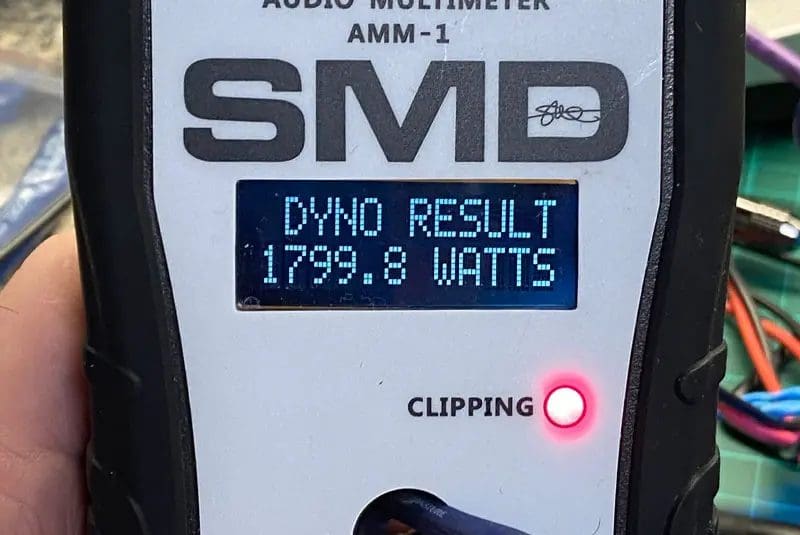 AUDIO MULTIMETER
AMM-1
SMD
DYNO RESULT
1799.8 WATTS
CLIPPING